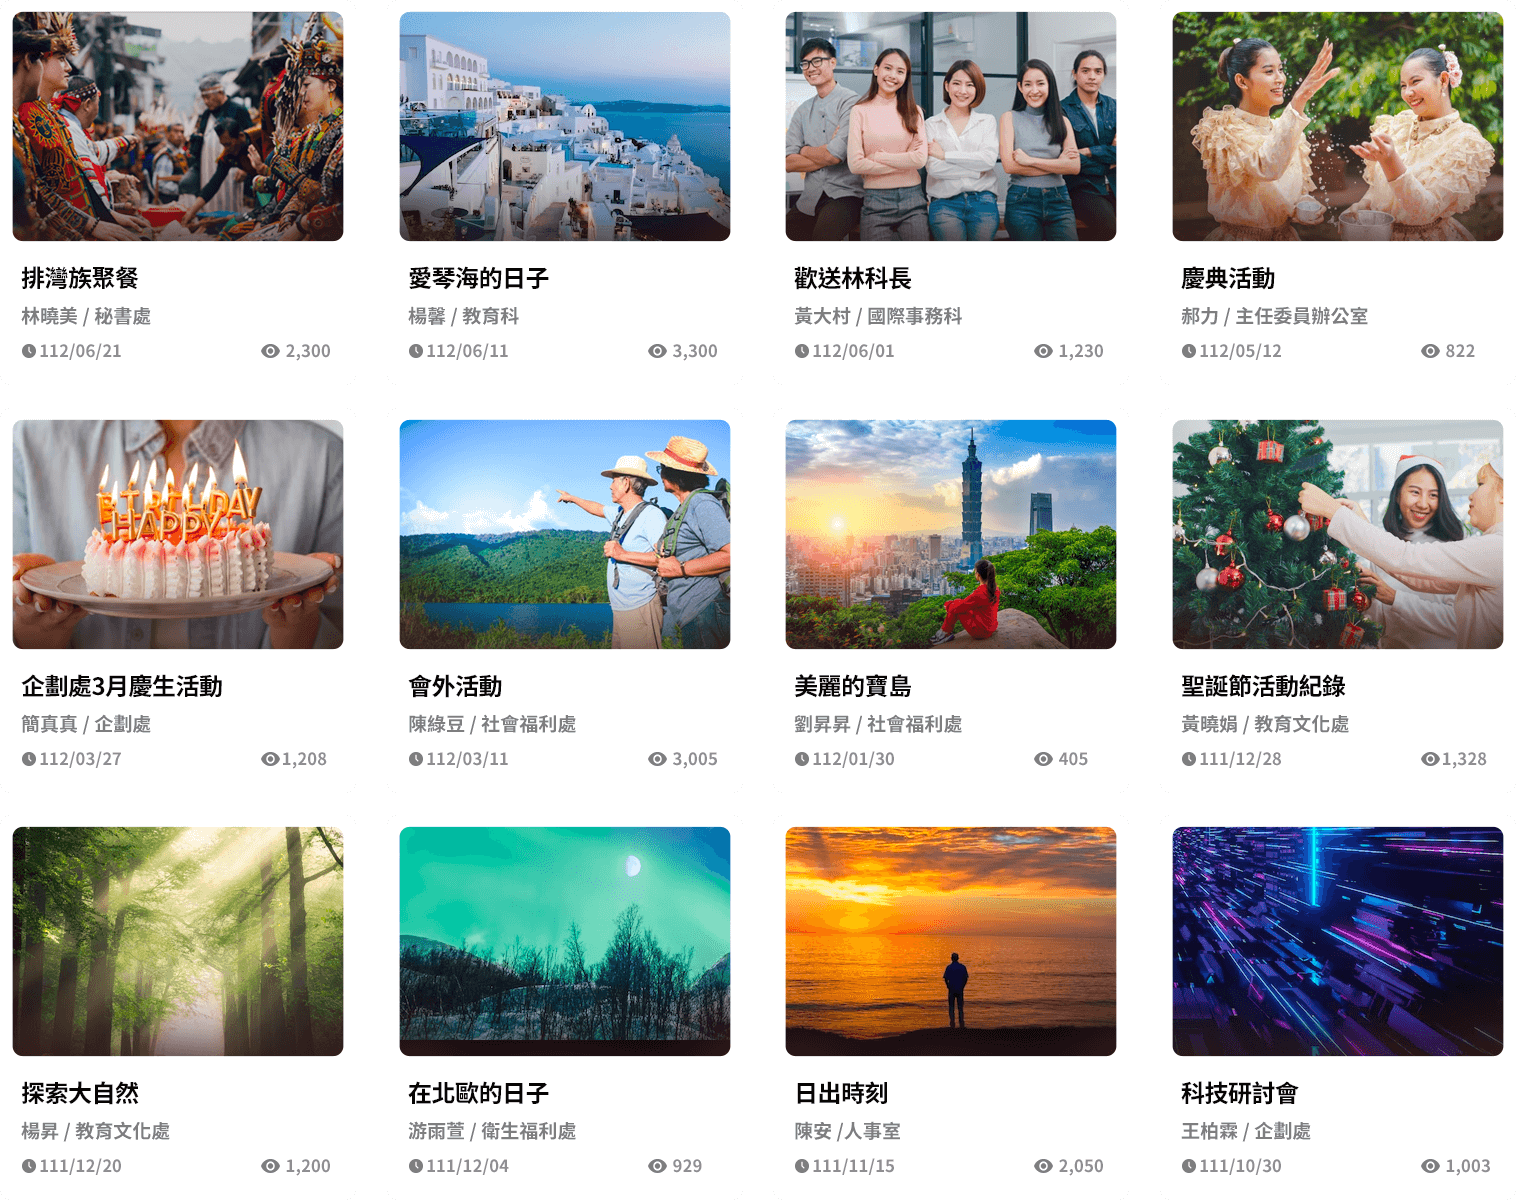 排灣族聚餐
林曉美 / 秘書處
112/06/21 2,300
愛琴海的日子
楊馨 / 教育科
112/06/11 3,300
歡送林科長
黃大村 / 國際事務科
112/06/01 1,230
慶典活動
郝力 / 主任委員辦公室
112/05/12 822
BIRTHDAY
HAPPY
企劃處3月慶生活動
簡真真 / 企劃處
112/03/27 1,208
會外活動
陳綠豆 / 社會福利處
112/03/11 3,005
美麗的寶島
劉昇昇 / 社會福利處
112/01/30 405
聖誕節活動紀錄
黃曉娟 / 教育文化處
111/12/28 1,328
探索大自然
楊昇 / 教育文化處
111/12/20 1,200
在北歐的日子
游雨萱 / 衛生福利處
111/12/04 929
日出時刻
陳安 /人事室
111/11/15 2,050
科技研討會
王柏霖 / 企劃處
111/10/30 1,003